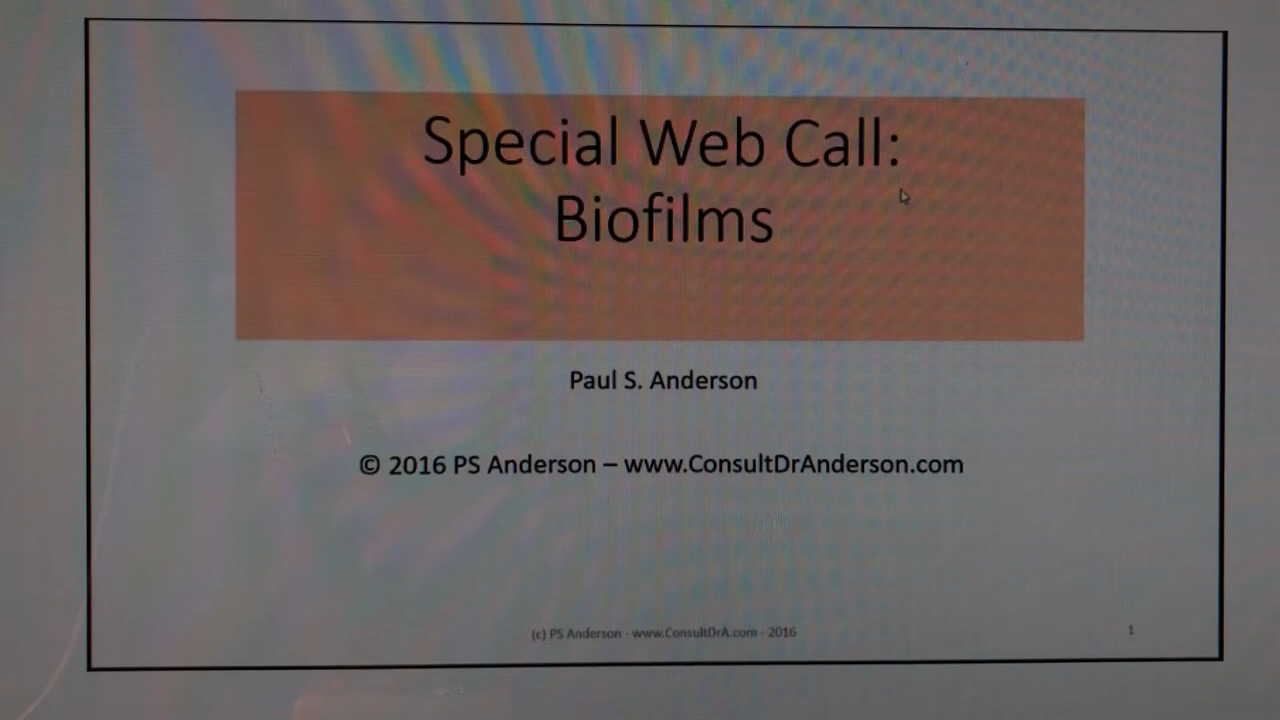 Special Web Call:
Biofilms
Paul S. Anderson
© 2016 PS Anderson – www.ConsultDrAnderson.com
(c) PS Anderson - www.ConsultDrA.com - 2016
1